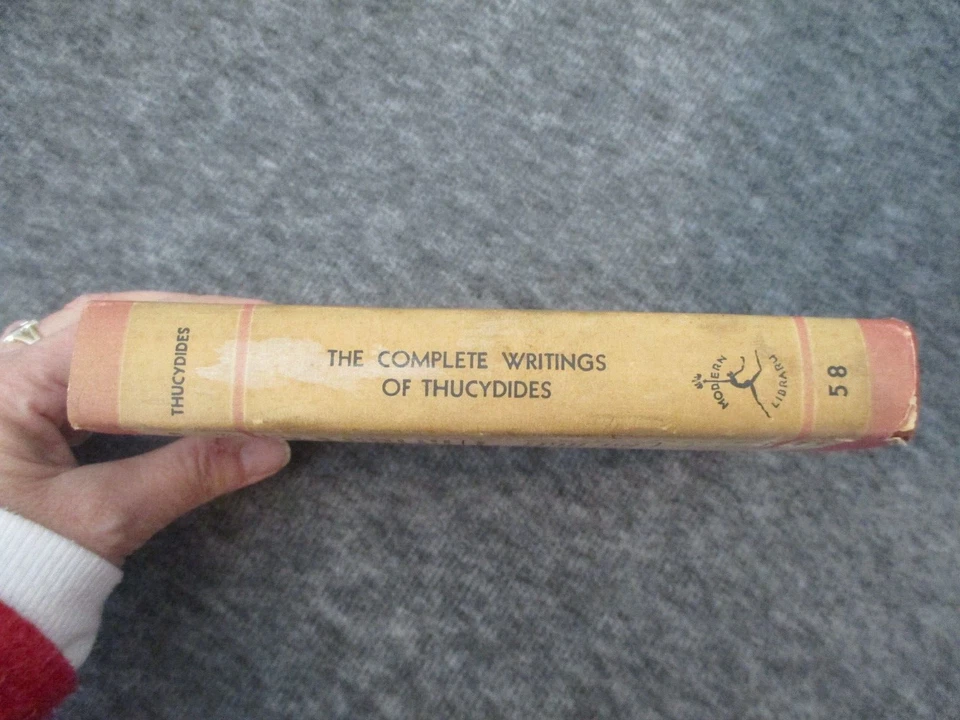 THUCYDIDES
THE COMPLETE WRITINGS
OF THUCYDIDES
MODERN
LIBRARY
58